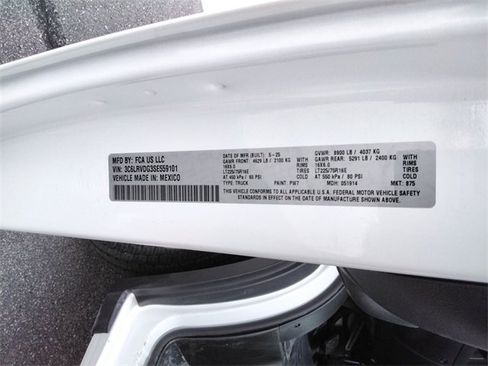 MFD BY: FCA US LLC
VIN: 3C6LRVDG3SE559101
VEHICLE MADE IN: MEXICO
DATE OF MFR (BUILT): 5-25
GVWR: 8900 LB / 4037 KG
GAWR FRONT: 4629 LB / 2100 KG
GAWR REAR: 5291 LB / 2400 KG
16X6.0 RIMS
16X6.0 RIMS
LT225/75R16E TIRES
LT225/75R16E TIRES
AT 450 kPa / 65 PSI COLD
AT 550 kPa / 80 PSI COLD
TYPE: TRUCK PAINT: PW7 MDH: 051914 MKT: 875
THIS VEHICLE CONFORMS TO ALL APPLICABLE U.S.A. FEDERAL MOTOR VEHICLE SAFETY
STANDARDS IN EFFECT ON THE DATE OF MANUFACTURE SHOWN ABOVE